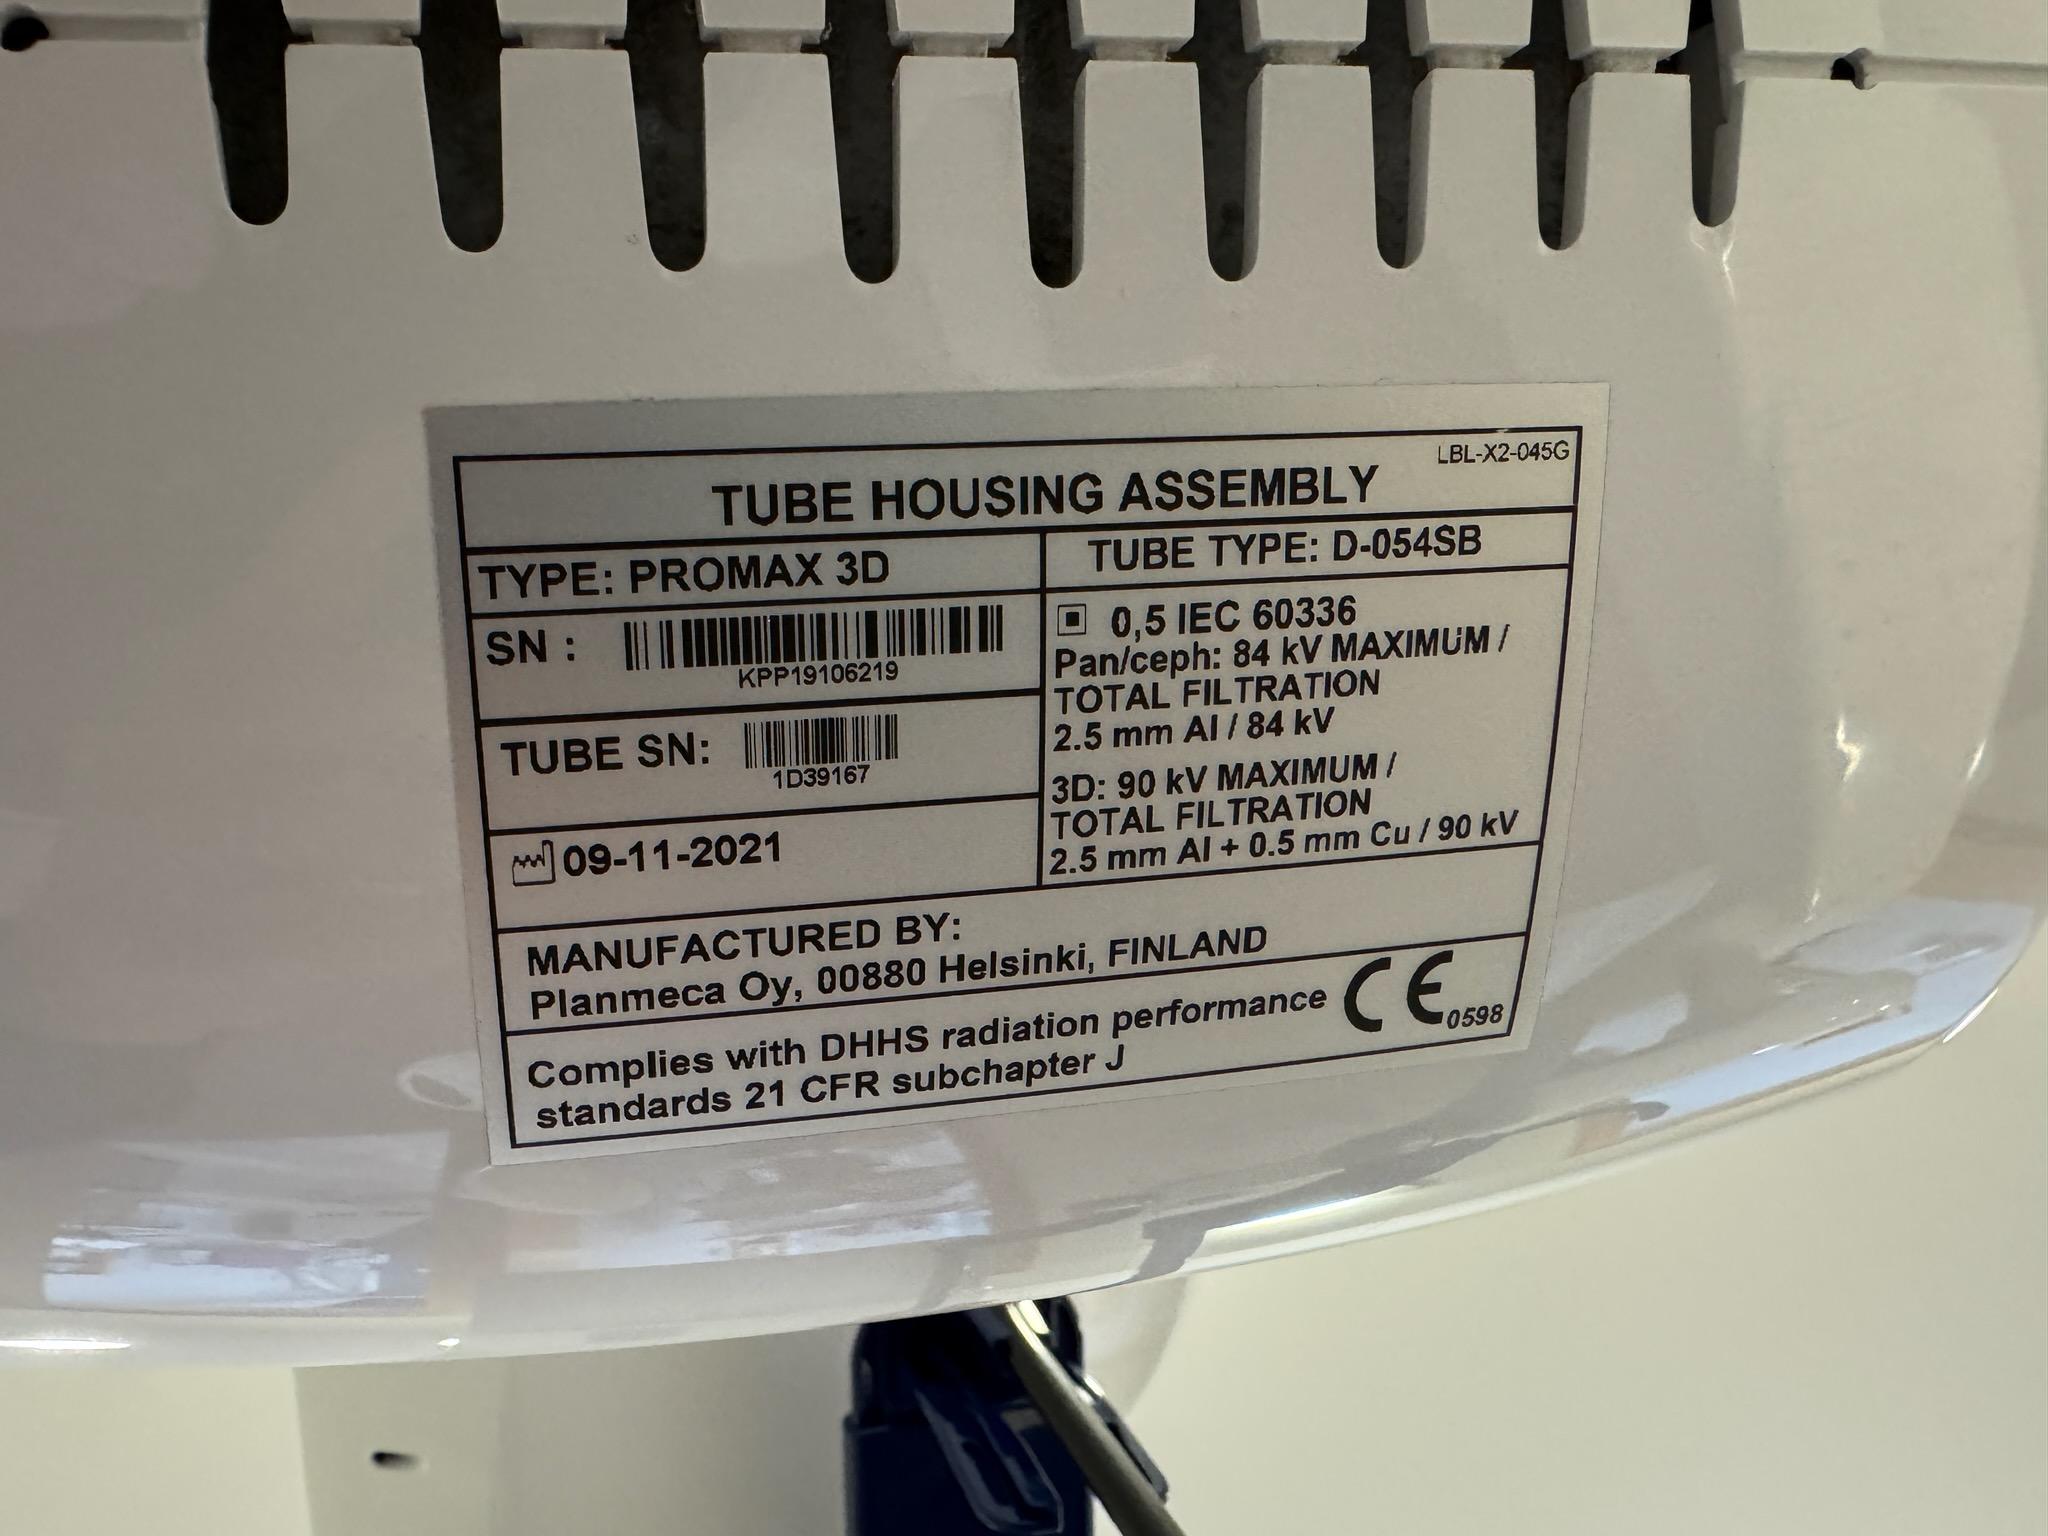 LBL-X2-045G
TUBE HOUSING ASSEMBLY
TYPE: PROMAX 3D
TUBE TYPE: D-054SB
SN :
KPP19106219
TUBE SN:
1D39167
09-11-2021
0,5 IEC 60336
Pan/ceph: 84 kV MAXIMUM /
TOTAL FILTRATION
2.5 mm Al / 84 kV
3D: 90 kV MAXIMUM /
TOTAL FILTRATION
2.5 mm Al + 0.5 mm Cu / 90 kV
MANUFACTURED BY:
Planmeca Oy, 00880 Helsinki, FINLAND
Complies with DHHS radiation performance
standards 21 CFR subchapter J
CE 0598